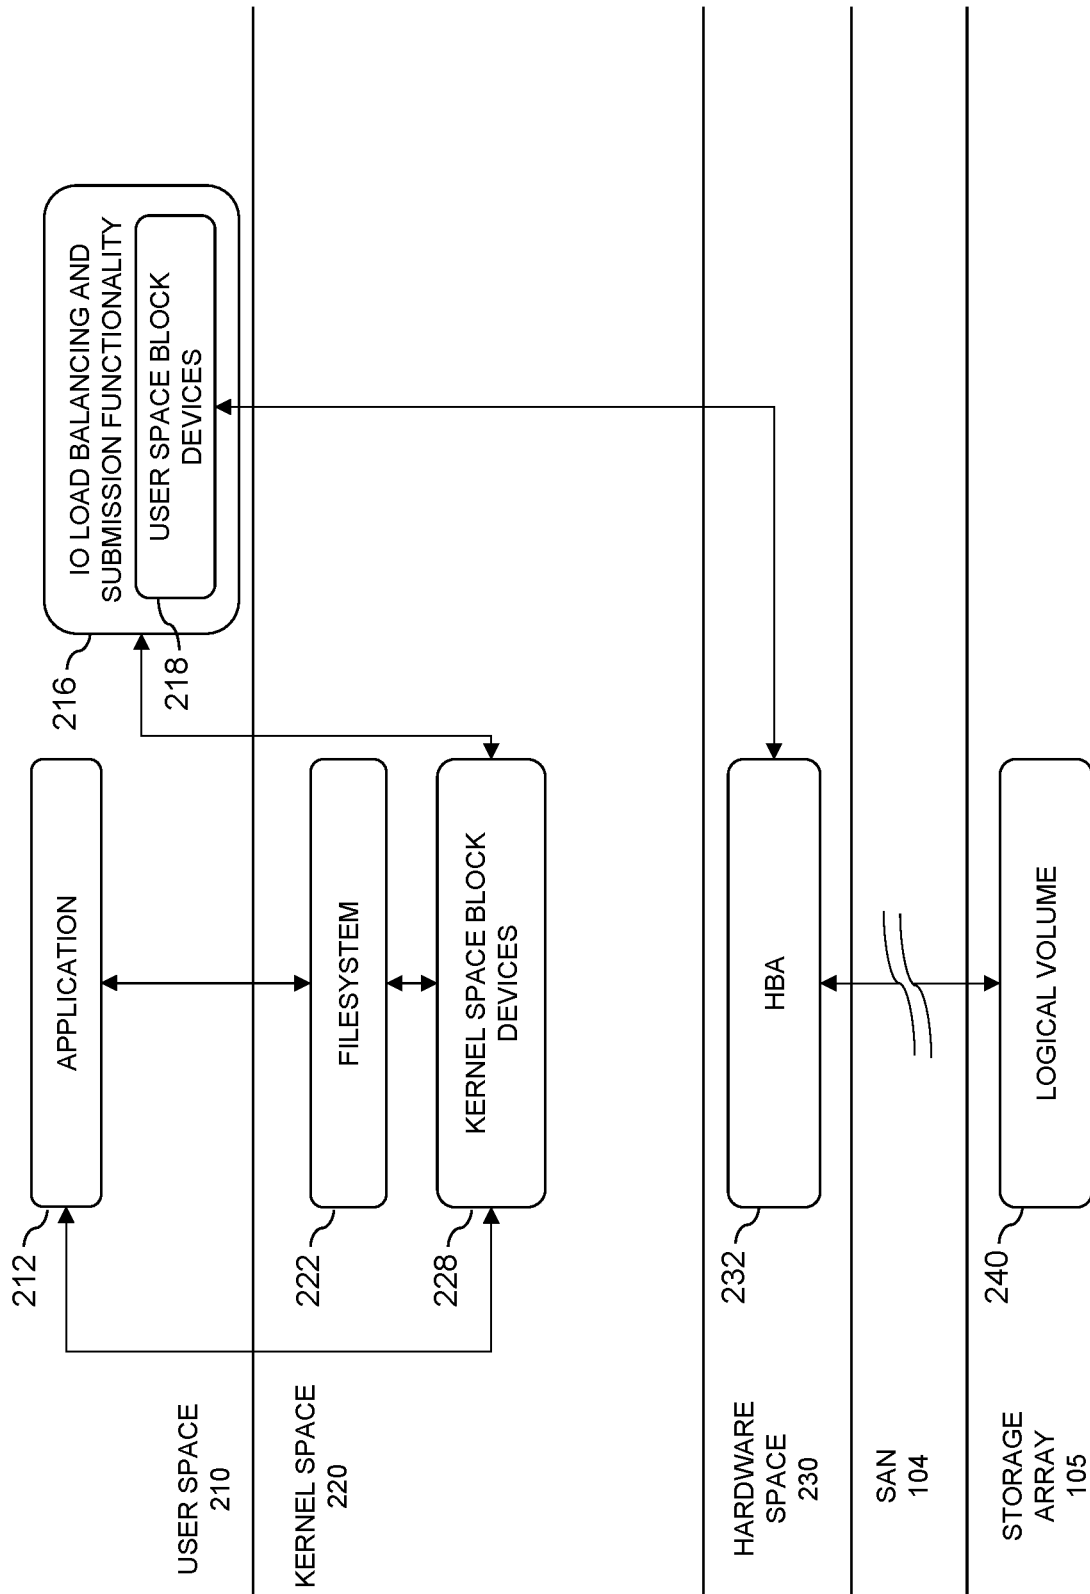 USER SPACE
210
212
APPLICATION
216
IO LOAD BALANCING AND
SUBMISSION FUNCTIONALITY
218
USER SPACE BLOCK
DEVICES
KERNEL SPACE
220
222
FILESYSTEM
228
KERNEL SPACE BLOCK
DEVICES
HARDWARE
SPACE
230
232
HBA
SAN
104
STORAGE
ARRAY
105
240
LOGICAL VOLUME